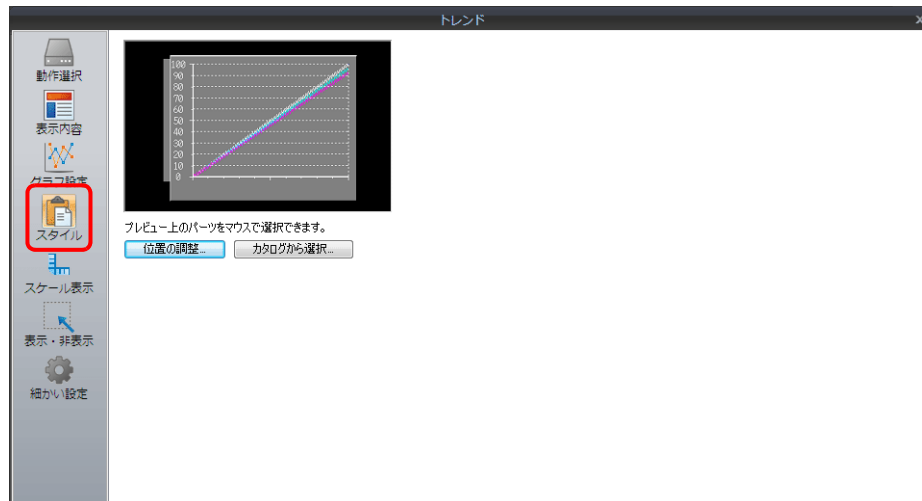 トレンド
動作選択
表示内容
グラフ設定
スタイル
スケール表示
表示・非表示
細かい設定
100
90
80
70
60
50
40
30
20
10
0
プレビュー上のパーツをマウスで選択できます。
位置の調整...
カタログから選択...